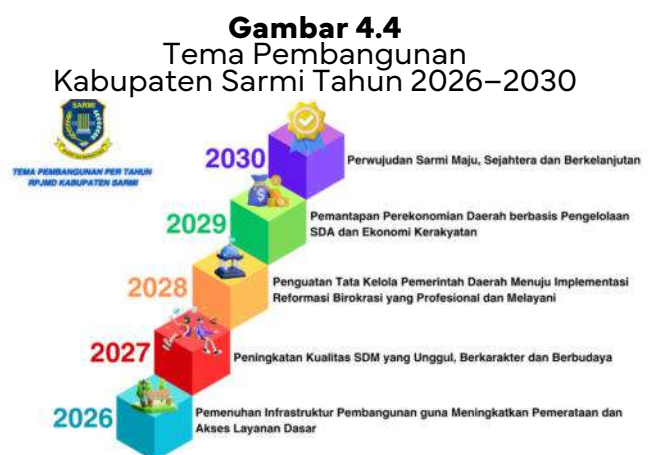 Gambar 4.4
Tema Pembangunan
Kabupaten Sarmi Tahun 2026–2030
SARMI
TEMA PEMBANGUNAN PER TAHUN
RPJMD KABUPATEN SARMI
2030
Perwujudan Sarmi Maju, Sejahtera dan Berkelanjutan
2029
Pemantapan Perekonomian Daerah berbasis Pengelolaan
SDA dan Ekonomi Kerakyatan
2028
Penguatan Tata Kelola Pemerintah Daerah Menuju Implementasi
Reformasi Birokrasi yang Profesional dan Melayani
2027
Peningkatan Kualitas SDM yang Unggul, Berkarakter dan Berbudaya
2026
Pemenuhan Infrastruktur Pembangunan guna Meningkatkan Pemerataan dan
Akses Layanan Dasar